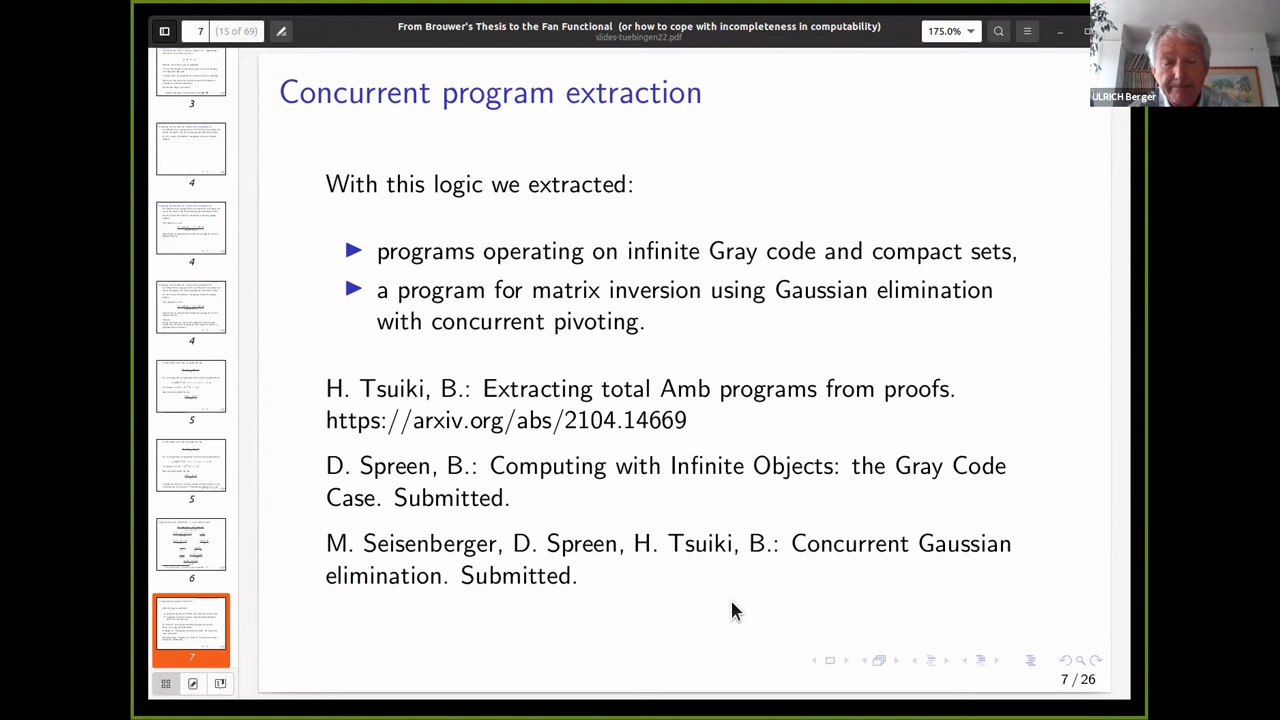 From Brouwer's Thesis to the Fan Functional (or how to cope with incompleteness in computability)
slides-tuebingen22.pdf
7 (15 of 69)
175.0%
ULRICH Berger
Concurrent program extraction
With this logic we extracted:
programs operating on infinite Gray code and compact sets,
a program for matrix inversion using Gaussian elimination
with concurrent pivoting.
H. Tsuiki, B.: Extracting total Amb programs from proofs.
https://arxiv.org/abs/2104.14669
D. Spreen, B.: Computing with Infinite Objects: the Gray Code
Case. Submitted.
M. Seisenberger, D. Spreen, H. Tsuiki, B.: Concurrent Gaussian
elimination. Submitted.
7 / 26
3
4
4
4
5
5
6
7